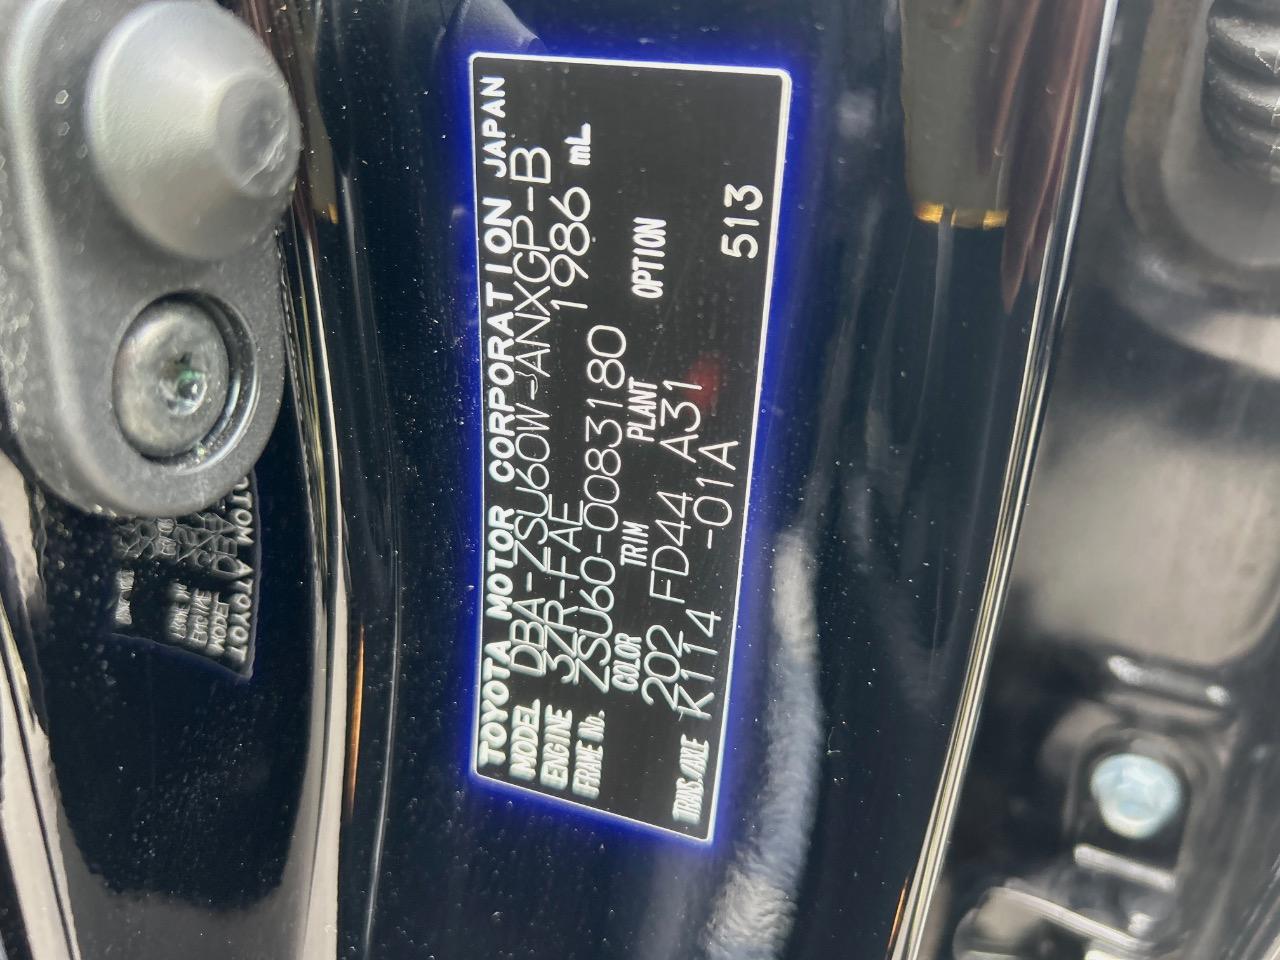 TOYOTA MOTOR CORPORATION JAPAN
MODEL DBA-ZSU60W-ANXGP-B
ENGINE 3ZR-FAE 1986 mL
FRAME No. ZSU60-0083180
COLOR TRIM PLANT OPTION
202 FD44 A31
TRANS./AXLE K114 -01A 513